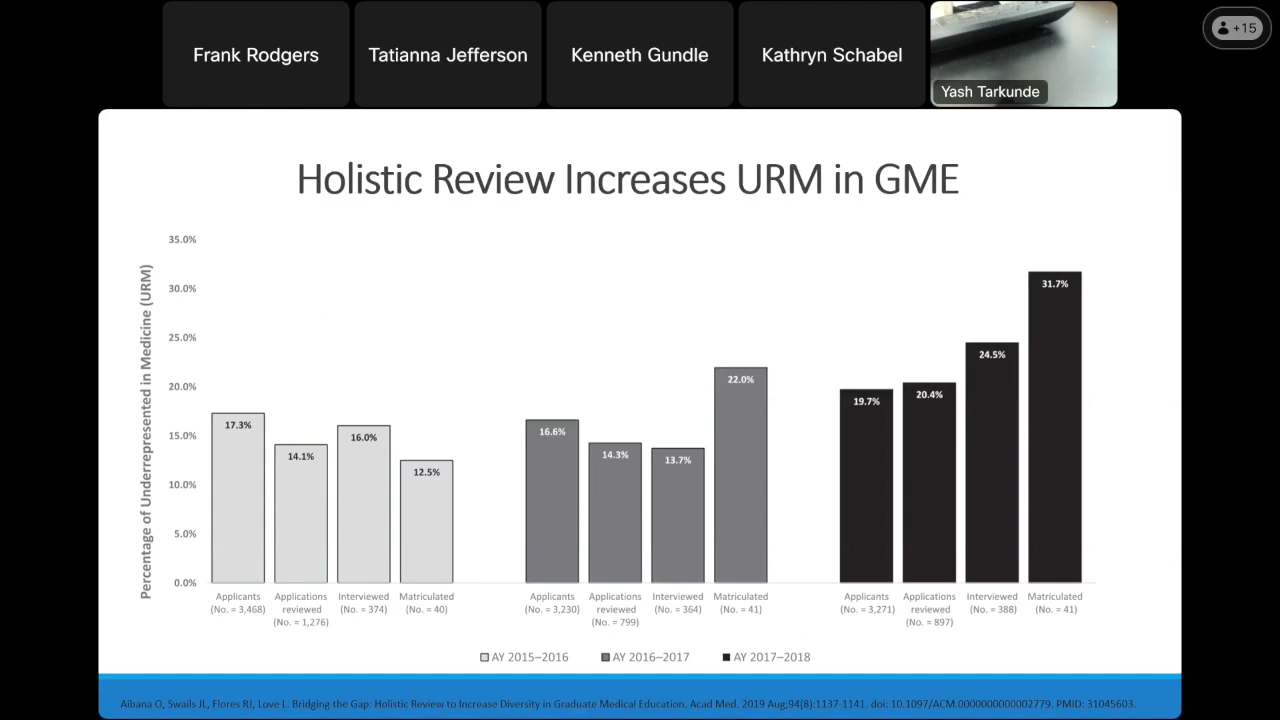 Frank Rodgers
Tatianna Jefferson
Kenneth Gundle
Kathryn Schabel
Yash Tarkunde
+15
Holistic Review Increases URM in GME
Percentage of Underrepresented in Medicine (URM)
35.0%
30.0%
25.0%
20.0%
15.0%
10.0%
5.0%
0.0%
17.3%
14.1%
16.0%
12.5%
16.6%
14.3%
13.7%
22.0%
19.7%
20.4%
24.5%
31.7%
Applicants
(No. = 3,468)
Applications
reviewed
(No. = 1,276)
Interviewed
(No. = 374)
Matriculated
(No. = 40)
Applicants
(No. = 3,230)
Applications
reviewed
(No. = 799)
Interviewed
(No. = 364)
Matriculated
(No. = 41)
Applicants
(No. = 3,271)
Applications
reviewed
(No. = 897)
Interviewed
(No. = 388)
Matriculated
(No. = 41)
AY 2015–2016
AY 2016–2017
AY 2017–2018
Aibana O, Swails JL, Flores RJ, Love L. Bridging the Gap: Holistic Review to Increase Diversity in Graduate Medical Education. Acad Med. 2019 Aug;94(8):1137-1141. doi: 10.1097/ACM.0000000000002779. PMID: 31045603.